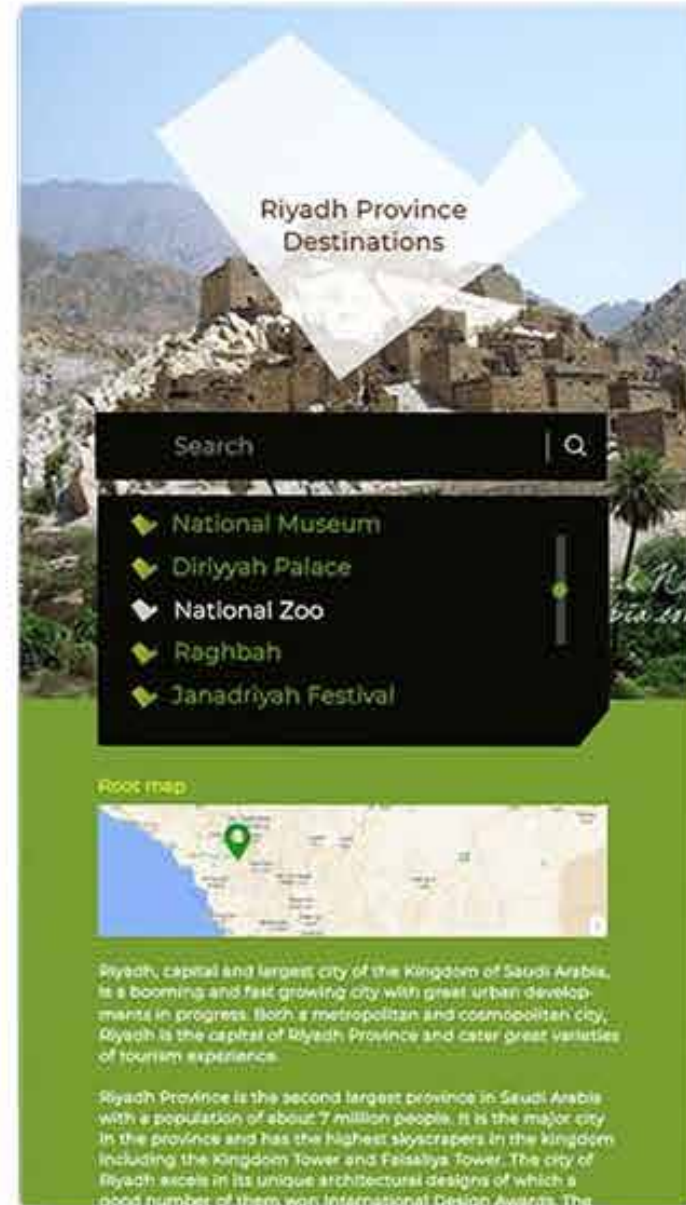 Riyadh Province
Destinations
Search
National Museum
Diriyyah Palace
National Zoo
Raghbah
Janadriyah Festival
Root map
Riyadh, capital and largest city of the Kingdom of Saudi Arabia,
is a booming and fast growing city with great urban develop-
ments in progress. Both a metropolitan and cosmopolitan city,
Riyadh is the capital of Riyadh Province and cater great varieties
of tourism experience.
Riyadh Province is the second largest province in Saudi Arabia
with a population of about 7 million people. It is the major city
in the province and has the highest skyscrapers in the kingdom
including the Kingdom Tower and Faisaliya Tower. The city of
Riyadh excels in its unique architectural designs of which a
good number of them won International Design Awards. The